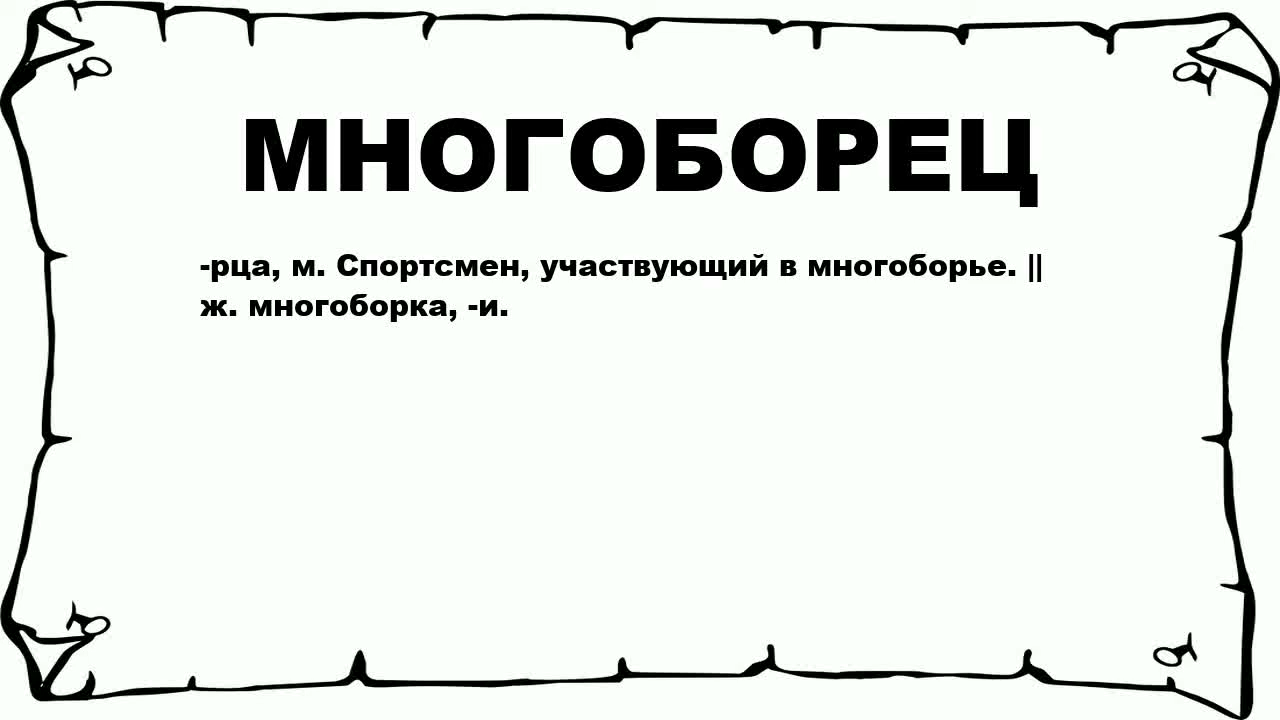 МНОГОБОРЕЦ
-рца, м. Спортсмен, участвующий в многоборье. ||
ж. многоборка, -и.